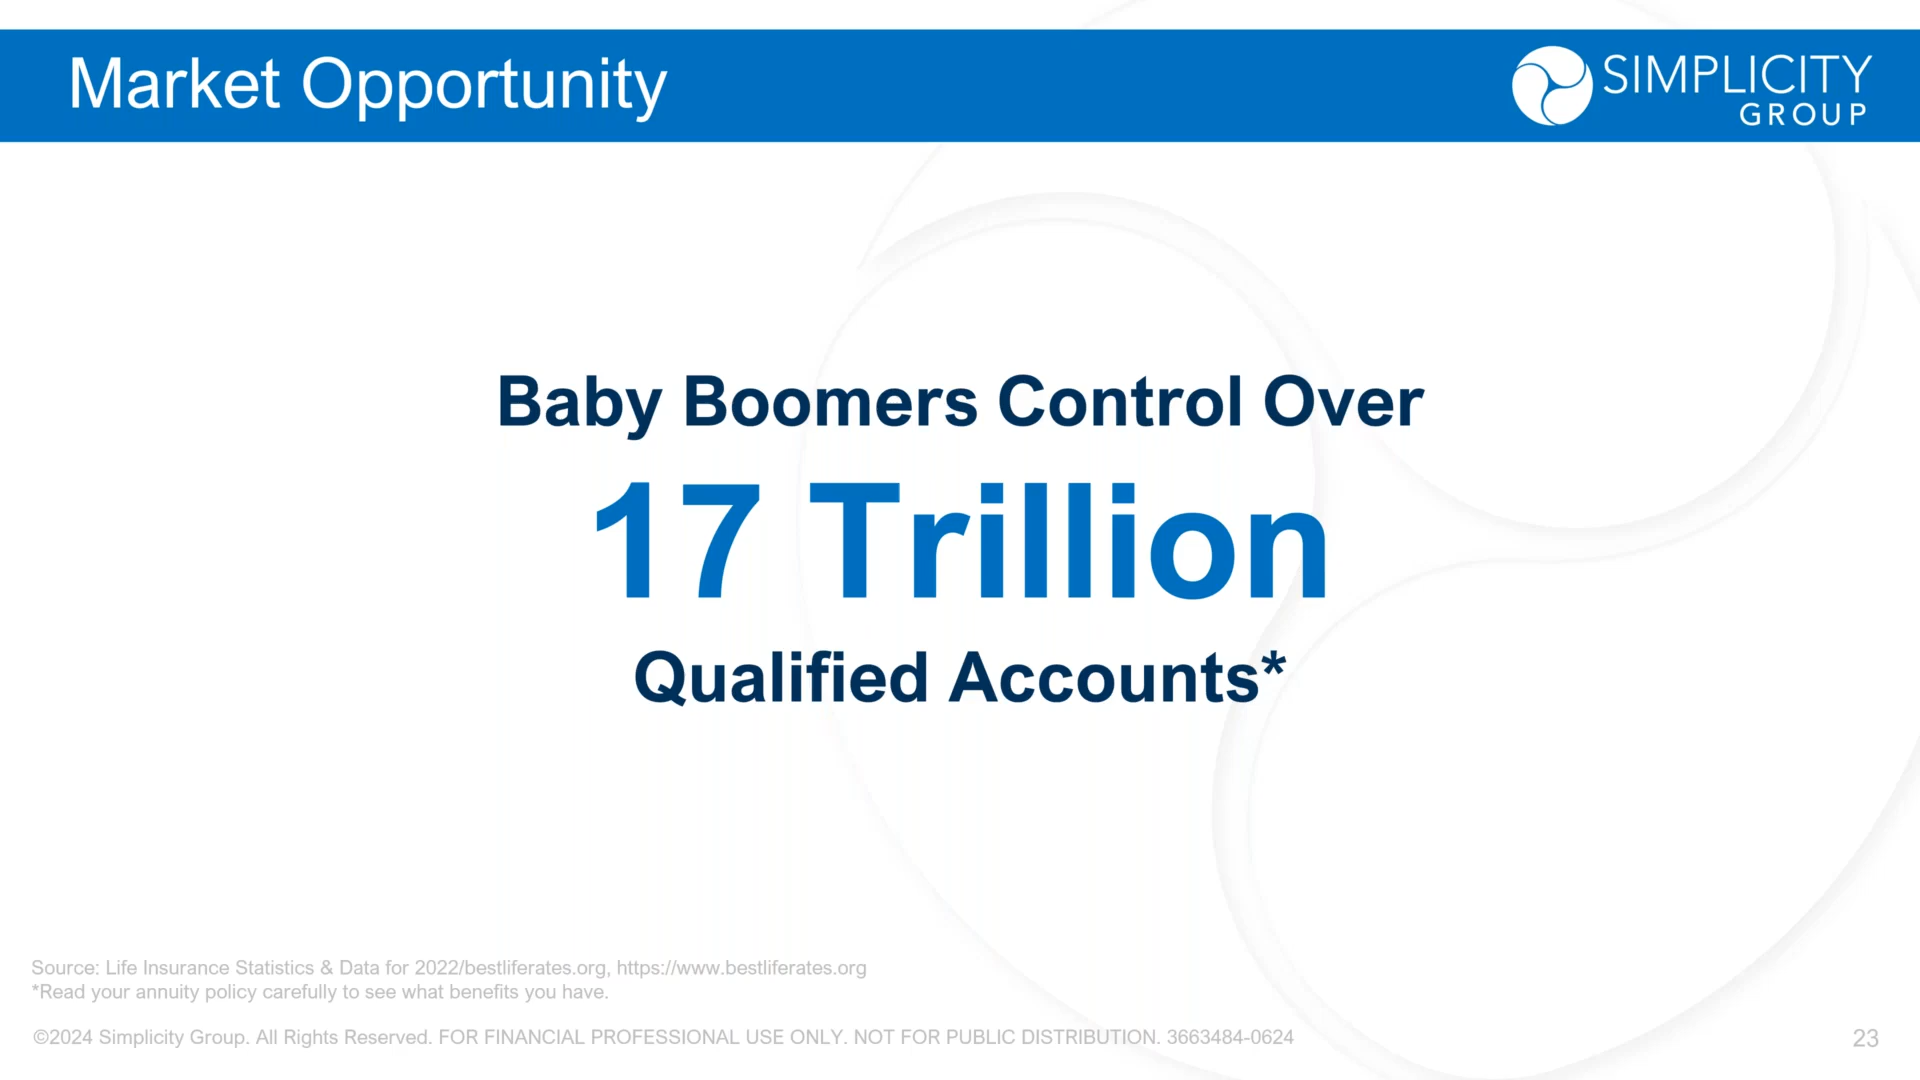 Market Opportunity
SIMPLICITY
GROUP
Baby Boomers Control Over
17 Trillion
Qualified Accounts*
Source: Life Insurance Statistics & Data for 2022/bestliferates.org, https://www.bestliferates.org
*Read your annuity policy carefully to see what benefits you have.
©2024 Simplicity Group. All Rights Reserved. FOR FINANCIAL PROFESSIONAL USE ONLY. NOT FOR PUBLIC DISTRIBUTION. 3663484-0624
23